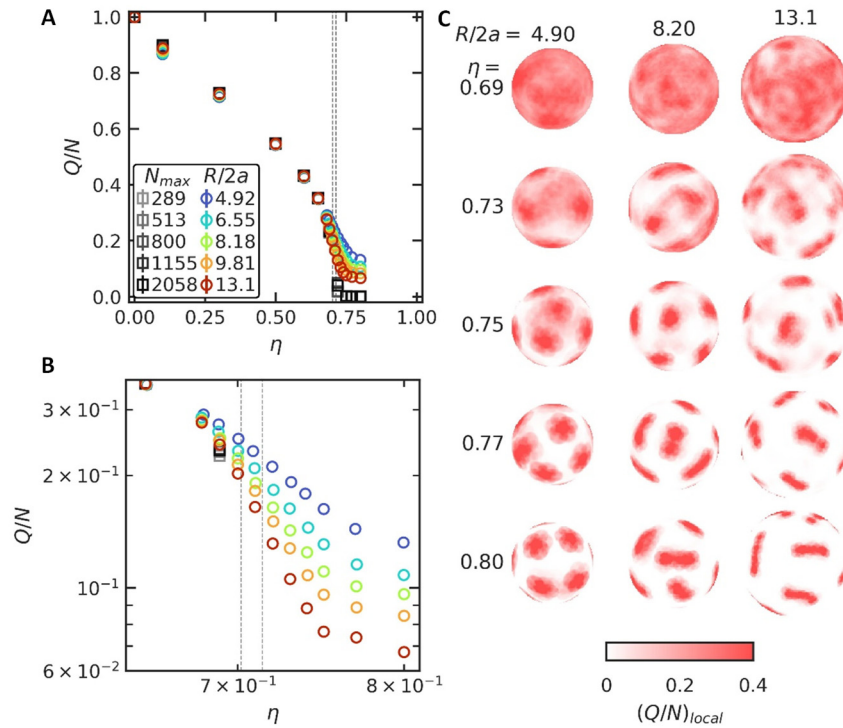 A
Q/N
1.0
0.8
0.6
0.4
0.2
0.0
N_max R/2a
289 4.92
513 6.55
800 8.18
1155 9.81
2058 13.1
0.00 0.25 0.50 0.75 1.00
η
B
Q/N
3 × 10⁻¹
2 × 10⁻¹
10⁻¹
6 × 10⁻²
7 × 10⁻¹ 8 × 10⁻¹
η
C
R/2a = 4.90 8.20 13.1
η =
0.69
0.73
0.75
0.77
0.80
0 0.2 0.4
(Q/N)_local